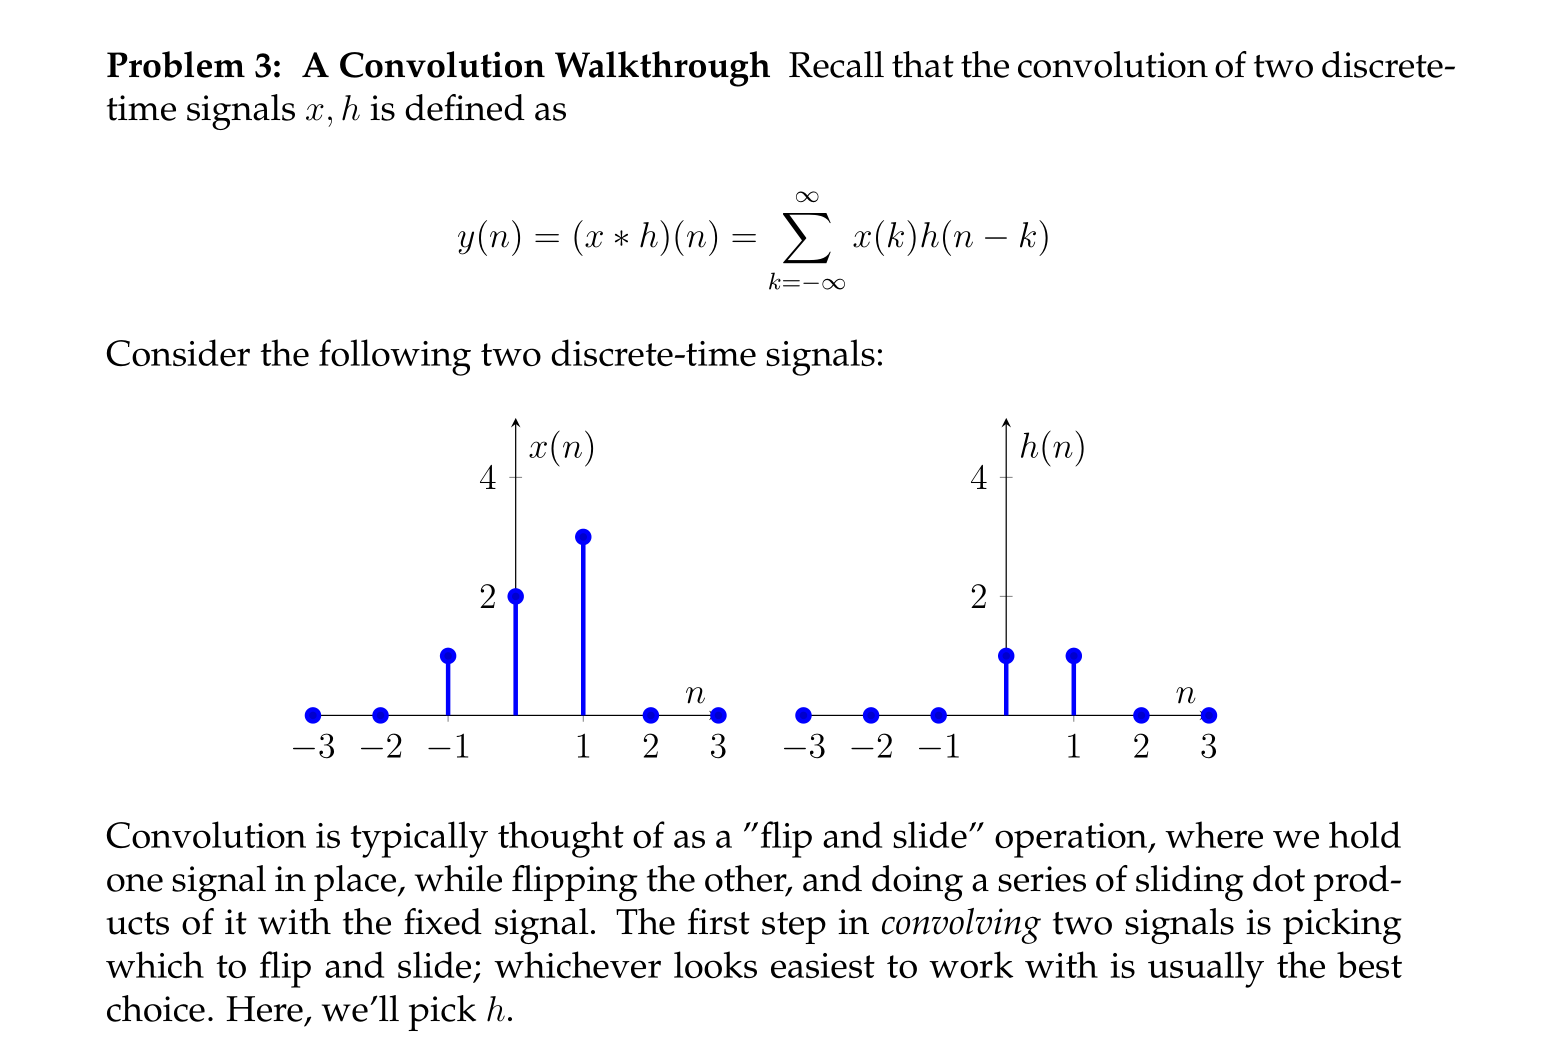 Problem 3: A Convolution Walkthrough Recall that the convolution of two discrete-
time signals x, h is defined as
y(n) = (x ∗ h)(n) = ∑_{k=−∞}^{∞} x(k)h(n − k)
Consider the following two discrete-time signals:
x(n)
4
2
n
−3 −2 −1 1 2 3
h(n)
4
2
n
−3 −2 −1 1 2 3
Convolution is typically thought of as a ”flip and slide” operation, where we hold
one signal in place, while flipping the other, and doing a series of sliding dot prod-
ucts of it with the fixed signal. The first step in convolving two signals is picking
which to flip and slide; whichever looks easiest to work with is usually the best
choice. Here, we’ll pick h.